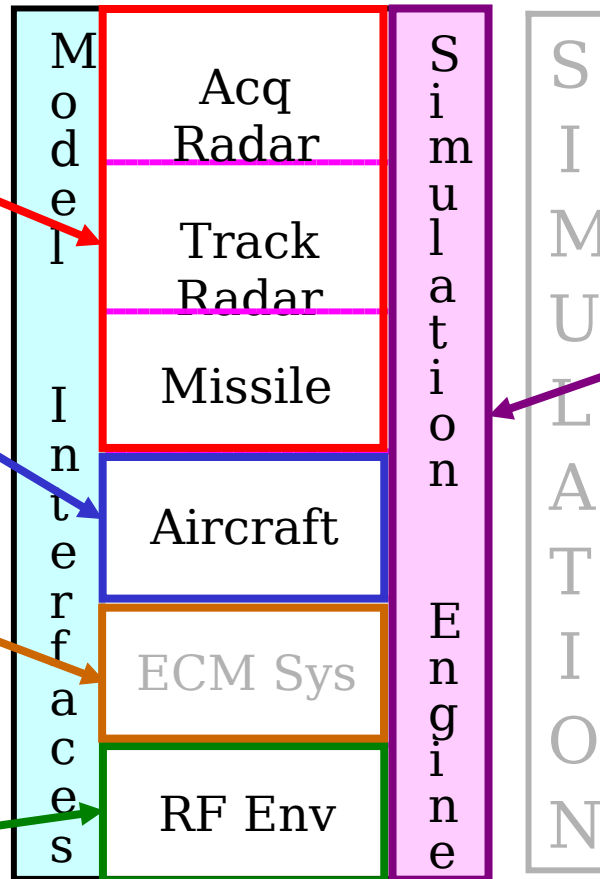 Model Interfaces
Acq
Radar
Track
Radar
Missile
Aircraft
ECM Sys
RF Env
Simulation Engine
SIMULATION